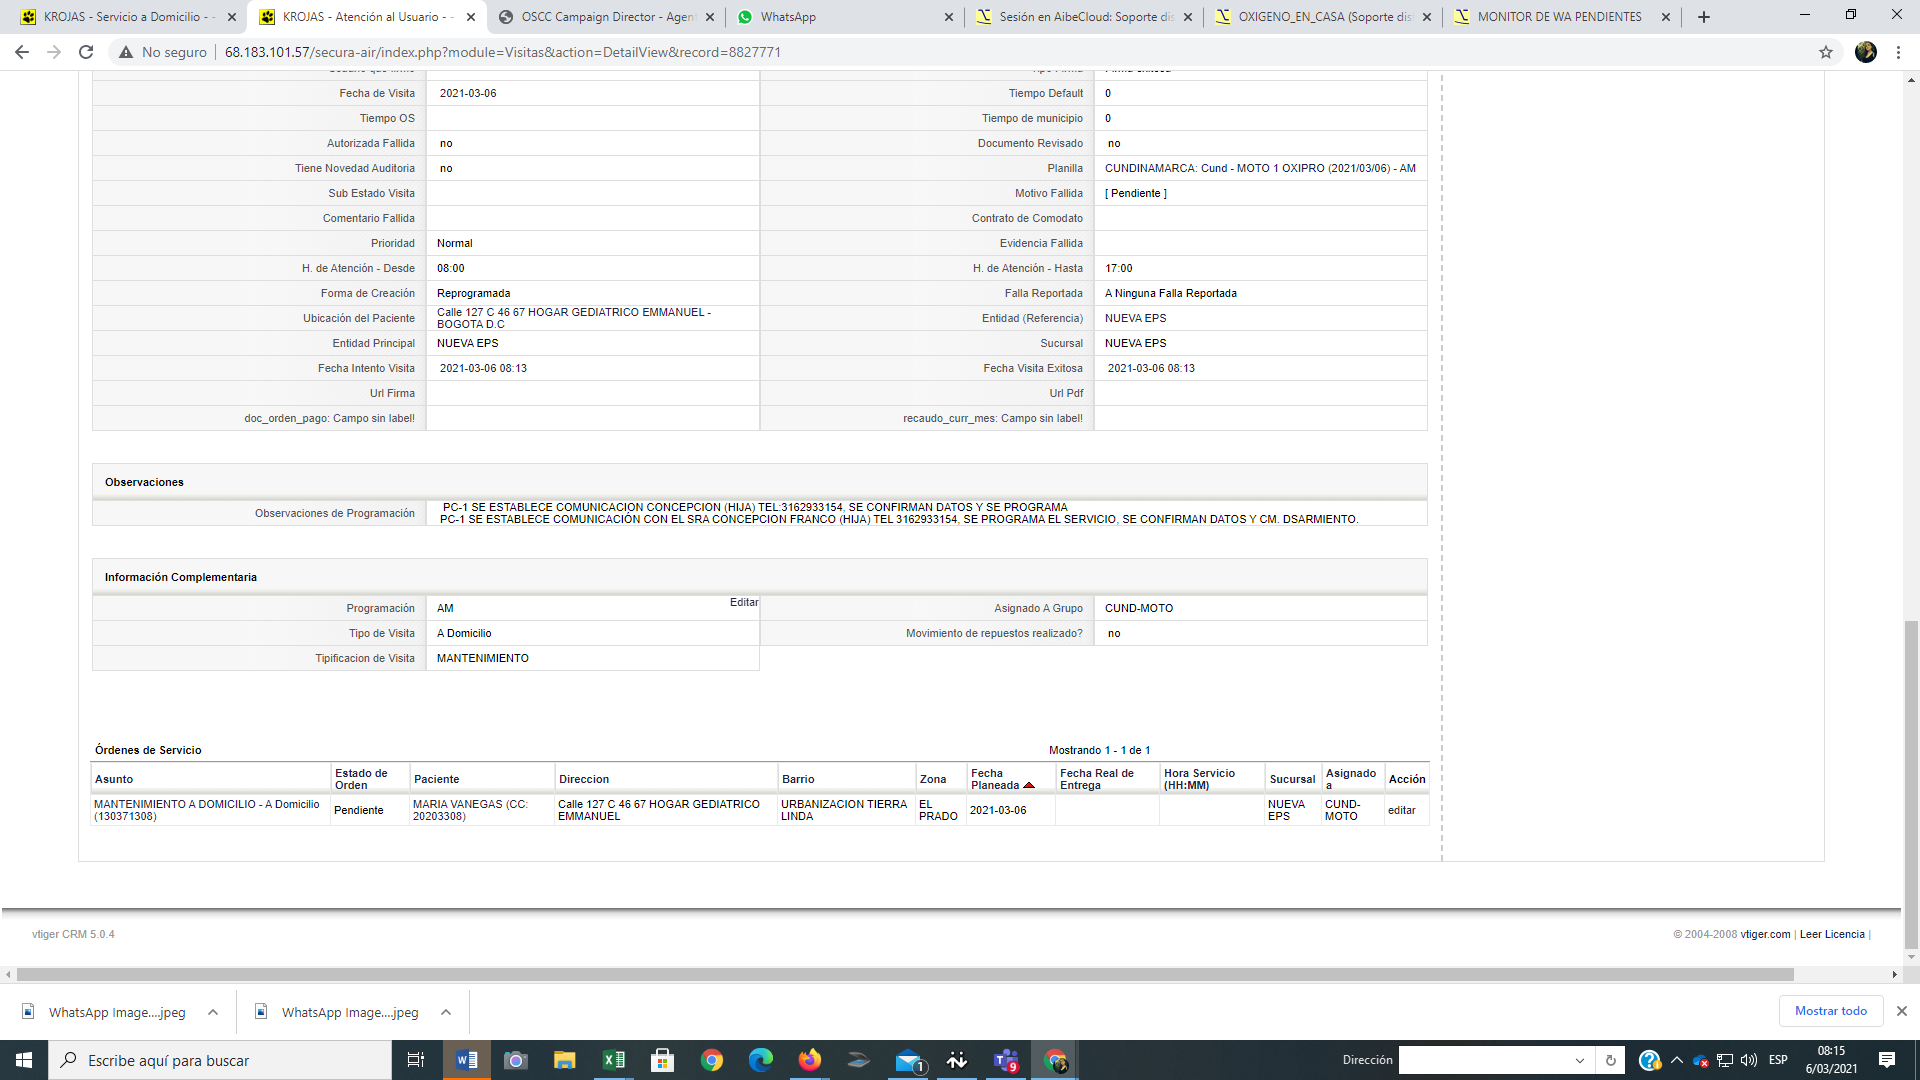 KROJAS - Servicio a Domicilio -
KROJAS - Atención al Usuario -
OSCC Campaign Director - Agen
WhatsApp
Sesión en AibeCloud: Soporte dis
OXIGENO_EN_CASA (Soporte dis
MONITOR DE WA PENDIENTES
No seguro
68.183.101.57/secura-air/index.php?module=Visitas&action=DetailView&record=8827771
Fecha de Visita 2021-03-06 Tiempo Default 0
Tiempo OS Tiempo de municipio 0
Autorizada Fallida no Documento Revisado no
Tiene Novedad Auditoria no Planilla CUNDINAMARCA: Cund - MOTO 1 OXIPRO (2021/03/06) - AM
Sub Estado Visita Motivo Fallida [ Pendiente ]
Comentario Fallida Contrato de Comodato
Prioridad Normal Evidencia Fallida
H. de Atención - Desde 08:00 H. de Atención - Hasta 17:00
Forma de Creación Reprogramada Falla Reportada A Ninguna Falla Reportada
Ubicación del Paciente Calle 127 C 46 67 HOGAR GEDIATRICO EMMANUEL -
BOGOTA D.C
Entidad (Referencia) NUEVA EPS
Entidad Principal NUEVA EPS Sucursal NUEVA EPS
Fecha Intento Visita 2021-03-06 08:13 Fecha Visita Exitosa 2021-03-06 08:13
Url Firma Url Pdf
doc_orden_pago: Campo sin label! recaudo_curr_mes: Campo sin label!
Observaciones
Observaciones de Programación
PC-1 SE ESTABLECE COMUNICACION CONCEPCION (HIJA) TEL:3162933154, SE CONFIRMAN DATOS Y SE PROGRAMA
PC-1 SE ESTABLECE COMUNICACIÓN CON EL SRA CONCEPCION FRANCO (HIJA) TEL 3162933154, SE PROGRAMA EL SERVICIO, SE CONFIRMAN DATOS Y CM. DSARMIENTO.
Información Complementaria
Programación AM Editar Asignado A Grupo CUND-MOTO
Tipo de Visita A Domicilio Movimiento de repuestos realizado? no
Tipificacion de Visita MANTENIMIENTO
Órdenes de Servicio Mostrando 1 - 1 de 1
Asunto
Estado de
Orden
Paciente
Direccion
Barrio
Zona
Fecha
Planeada
Fecha Real de
Entrega
Hora Servicio
(HH:MM)
Sucursal
Asignado
a
Acción
MANTENIMIENTO A DOMICILIO - A Domicilio
(130371308)
Pendiente
MARIA VANEGAS (CC:
20203308)
Calle 127 C 46 67 HOGAR GEDIATRICO
EMMANUEL
URBANIZACION TIERRA
LINDA
EL
PRADO
2021-03-06
NUEVA
EPS
CUND-
MOTO
editar
vtiger CRM 5.0.4
© 2004-2008 vtiger.com | Leer Licencia |
WhatsApp Image....jpeg
WhatsApp Image....jpeg
Mostrar todo
Escribe aquí para buscar
1
9
Dirección
ESP
08:15
6/03/2021